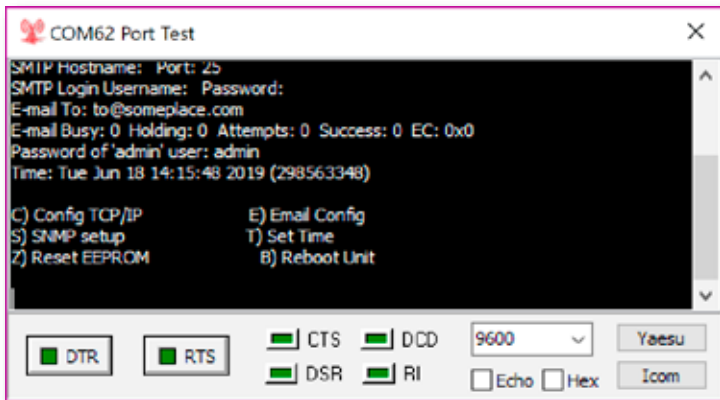 COM62 Port Test
SMTP Hostname: Port: 25
SMTP Login Username: Password:
E-mail To: to@someplace.com
E-mail Busy: 0 Holding: 0 Attempts: 0 Success: 0 EC: 0x0
Password of 'admin' user: admin
Time: Tue Jun 18 14:15:48 2019 (298563348)
C) Config TCP/IP E) Email Config
S) SNMP setup T) Set Time
Z) Reset EEPROM B) Reboot Unit
DTR RTS CTS DCD 9600 Yaesu
DSR RI Echo Hex Icom